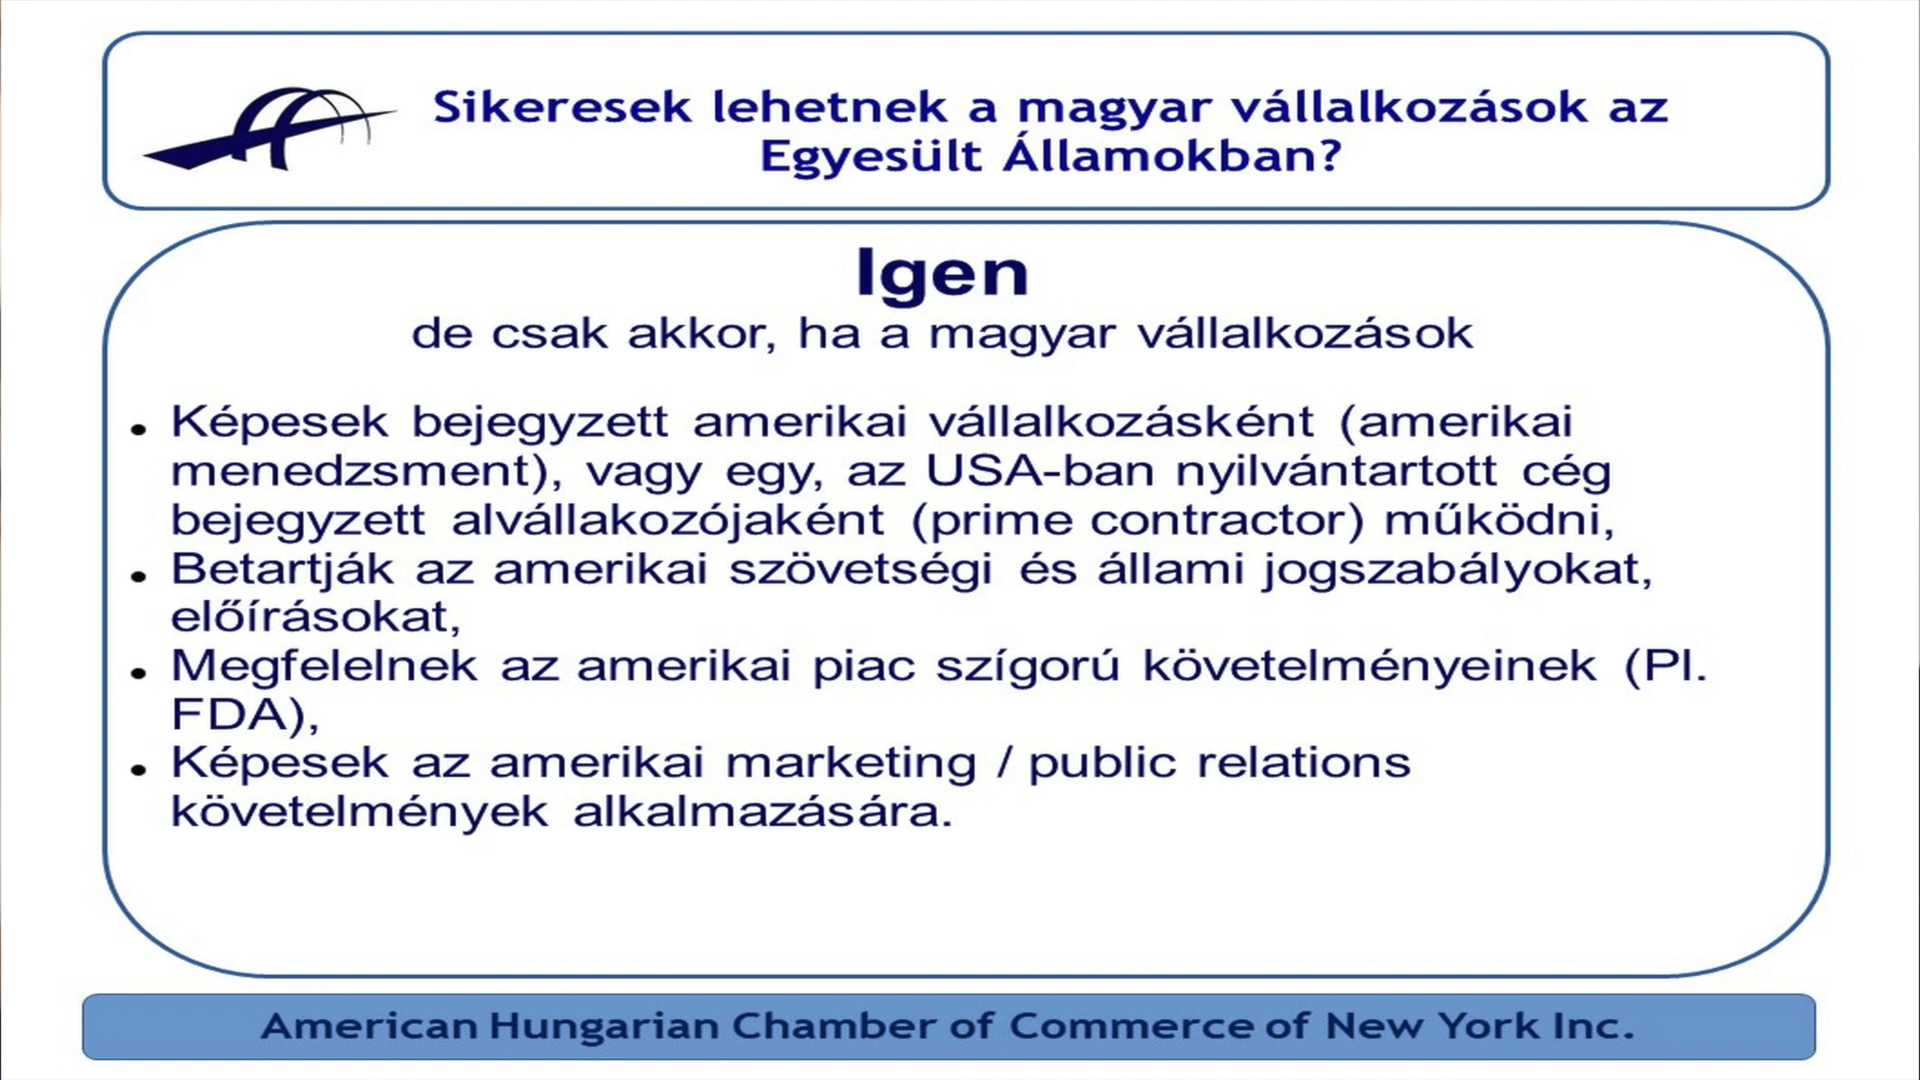 Sikeresek lehetnek a magyar vállalkozások az
Egyesült Államokban?
Igen
de csak akkor, ha a magyar vállalkozások
• Képesek bejegyzett amerikai vállalkozásként (amerikai
menedzsment), vagy egy, az USA-ban nyilvántartott cég
bejegyzett alvállakozójaként (prime contractor) működni,
• Betartják az amerikai szövetségi és állami jogszabályokat,
előírásokat,
• Megfelelnek az amerikai piac szígorú követelményeinek (Pl.
FDA),
• Képesek az amerikai marketing / public relations
követelmények alkalmazására.
American Hungarian Chamber of Commerce of New York Inc.